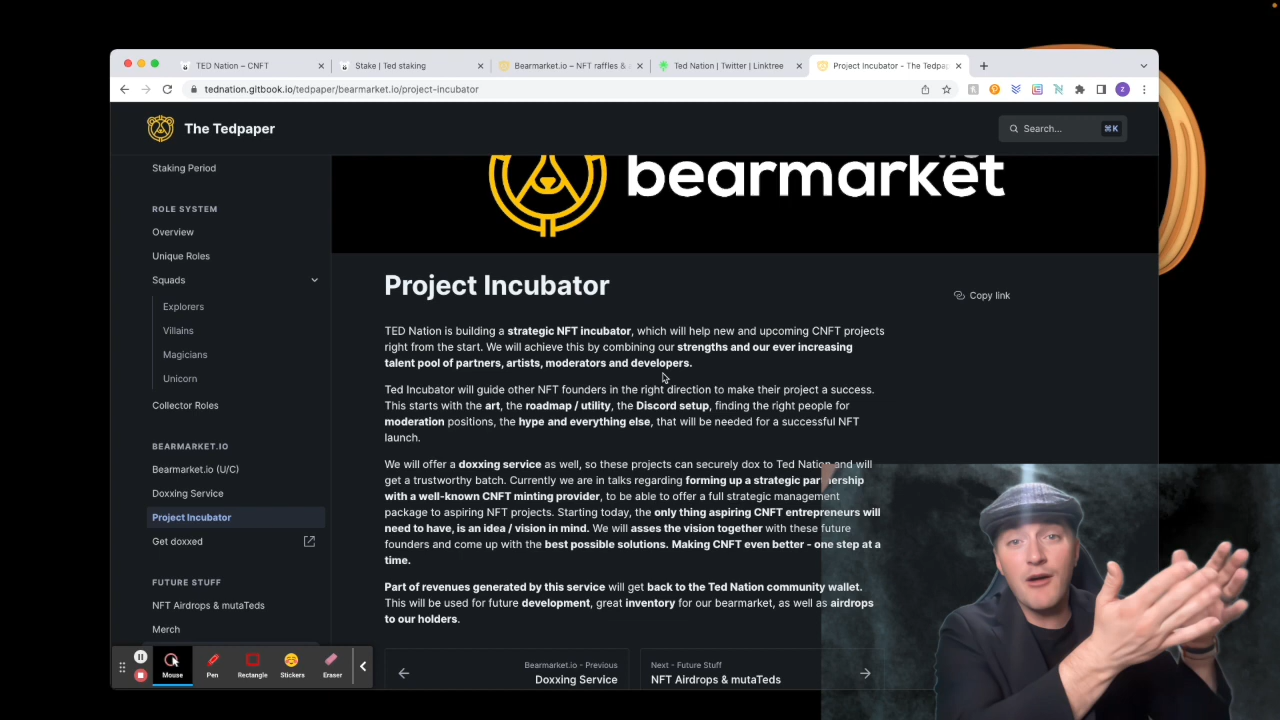 TED Nation – CNFT
Stake | Ted staking
Bearmarket.io – NFT raffles &
Ted Nation | Twitter | Linktree
Project Incubator - The Tedpap
tednation.gitbook.io/tedpaper/bearmarket.io/project-incubator
Z
The Tedpaper
Search...
⌘K
Staking Period
ROLE SYSTEM
Overview
Unique Roles
Squads
Explorers
Villains
Magicians
Unicorn
Collector Roles
BEARMARKET.IO
Bearmarket.io (U/C)
Doxxing Service
Project Incubator
Get doxxed
FUTURE STUFF
NFT Airdrops & mutaTeds
Merch
bearmarket
Project Incubator
Copy link
TED Nation is building a strategic NFT incubator, which will help new and upcoming CNFT projects
right from the start. We will achieve this by combining our strengths and our ever increasing
talent pool of partners, artists, moderators and developers.
Ted Incubator will guide other NFT founders in the right direction to make their project a success.
This starts with the art, the roadmap / utility, the Discord setup, finding the right people for
moderation positions, the hype and everything else, that will be needed for a successful NFT
launch.
We will offer a doxxing service as well, so these projects can securely dox to Ted Nation and will
get a trustworthy batch. Currently we are in talks regarding forming up a strategic partnership
with a well-known CNFT minting provider, to be able to offer a full strategic management
package to aspiring NFT projects. Starting today, the only thing aspiring CNFT entrepreneurs will
need to have, is an idea / vision in mind. We will asses the vision together with these future
founders and come up with the best possible solutions. Making CNFT even better - one step at a
time.
Part of revenues generated by this service will get back to the Ted Nation community wallet.
This will be used for future development, great inventory for our bearmarket, as well as airdrops
to our holders.
Bearmarket.io - Previous
Doxxing Service
Next - Future Stuff
NFT Airdrops & mutaTeds
Mouse
Pen
Rectangle
Stickers
Eraser